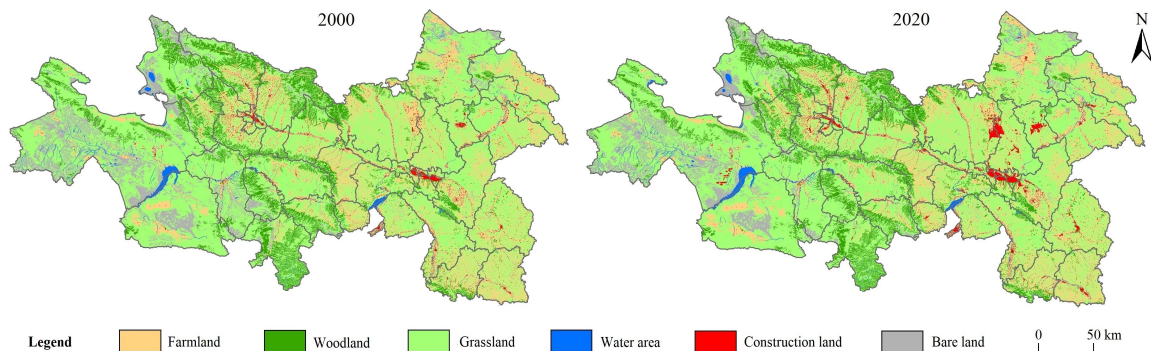 2000
2020
N
Legend
Farmland
Woodland
Grassland
Water area
Construction land
Bare land
0
50 km